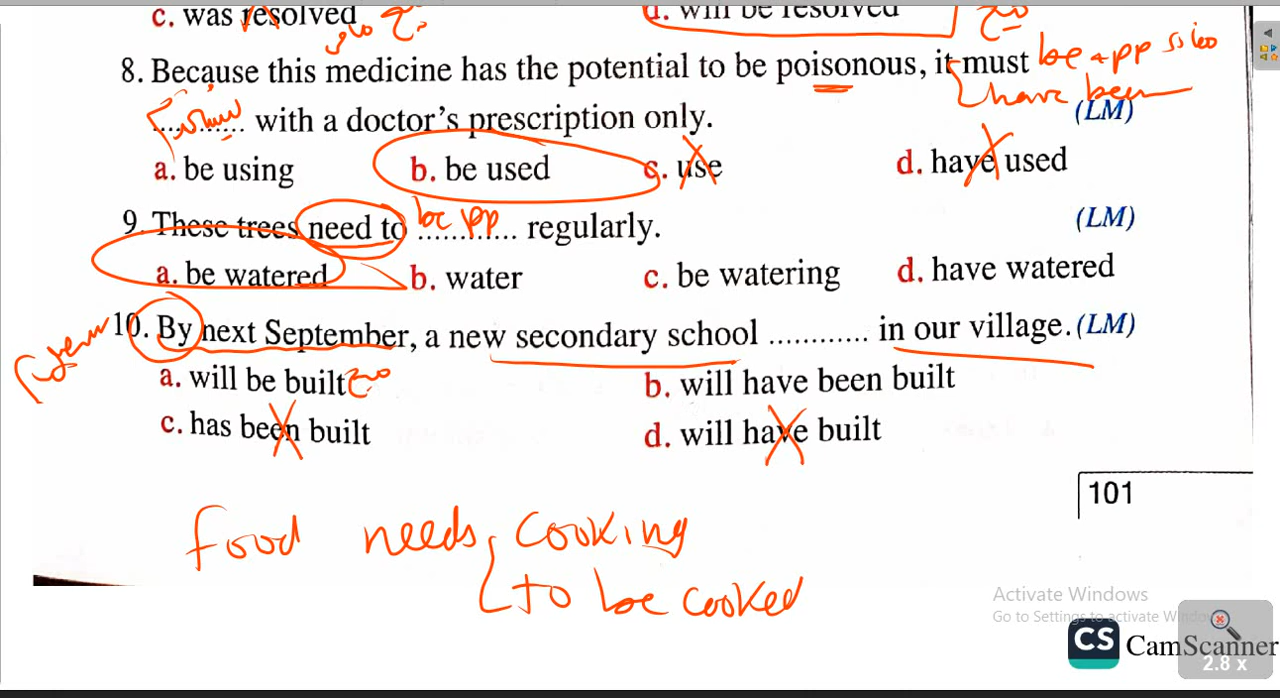 c. was resolved
d. will be resolved
8. Because this medicine has the potential to be poisonous, it must
be + pp
have been
............ with a doctor's prescription only. (LM)
a. be using b. be used c. use d. have used
9. These trees need to ............ regularly. (LM)
be pp
a. be watered b. water c. be watering d. have watered
10. By next September, a new secondary school ............ in our village. (LM)
a. will be built b. will have been built
c. has been built d. will have built
101
food needs cooking
to be cooked
Activate Windows
Go to Settings to activate Windows
CS CamScanner
2.8 x